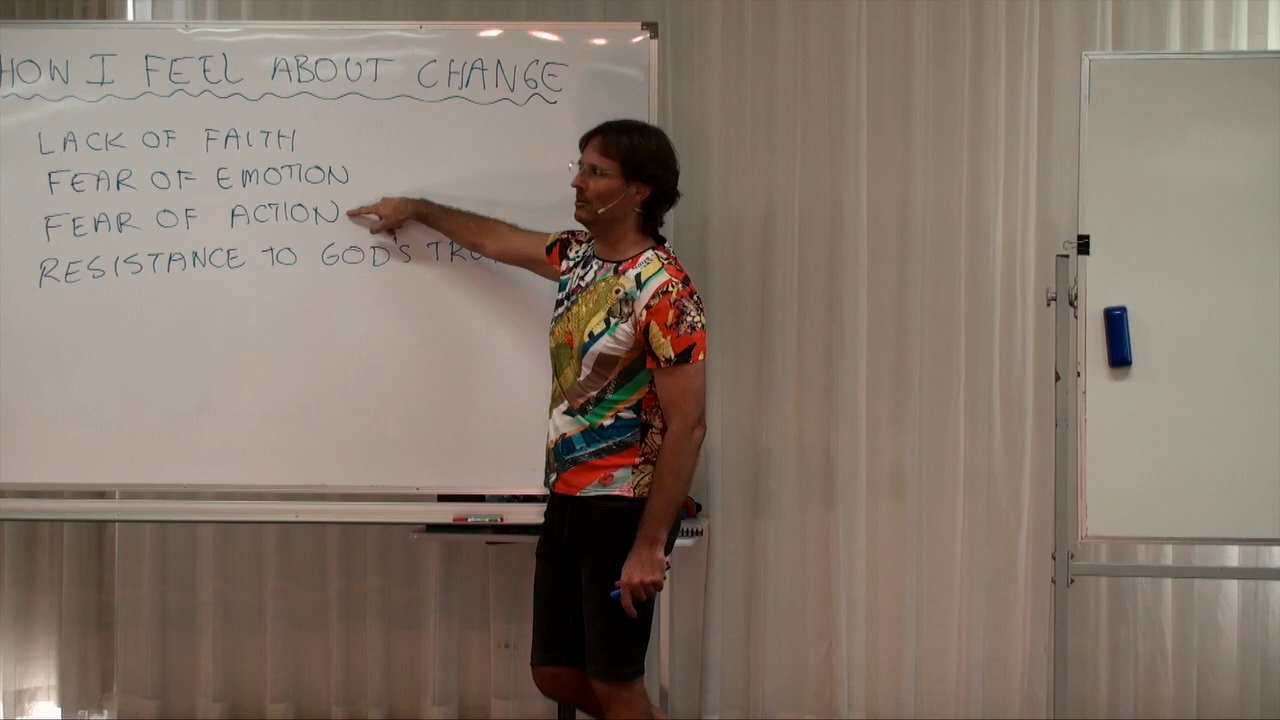 HOW I FEEL ABOUT CHANGE
LACK OF FAITH
FEAR OF EMOTION
FEAR OF ACTION
RESISTANCE TO GOD'S